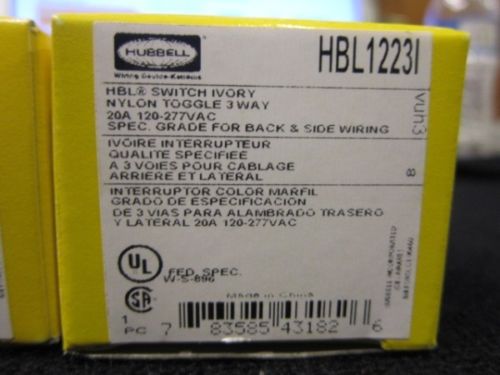 HUBBELL
Wiring Device-Kellems
HBL1223I
HBL® SWITCH IVORY
NYLON TOGGLE 3 WAY
20A 120-277VAC
SPEC. GRADE FOR BACK & SIDE WIRING
IVOIRE INTERRUPTEUR
QUALITE SPECIFIEE
A 3 VOIES POUR CABLAGE
ARRIERE ET LATERAL
INTERRUPTOR COLOR MARFIL
GRADO DE ESPECIFICACION
DE 3 VIAS PARA ALAMBRADO TRASERO
Y LATERAL 20A 120-277VAC
8
UL
FED. SPEC.
W-S-896
SA
Made in China
1
PC
7 83585 43182 6